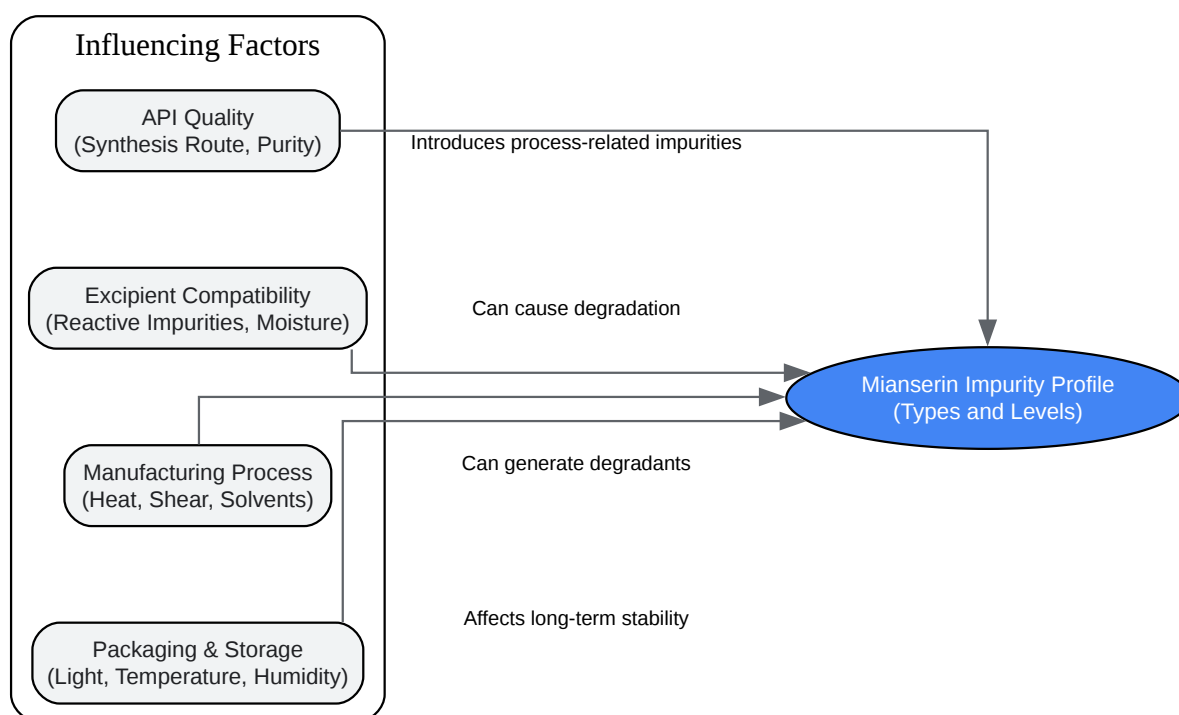 Influencing Factors
API Quality
(Synthesis Route, Purity)
Introduces process-related impurities
Excipient Compatibility
(Reactive Impurities, Moisture)
Can cause degradation
Mianserin Impurity Profile
(Types and Levels)
Manufacturing Process
(Heat, Shear, Solvents)
Can generate degradants
Packaging & Storage
(Light, Temperature, Humidity)
Affects long-term stability